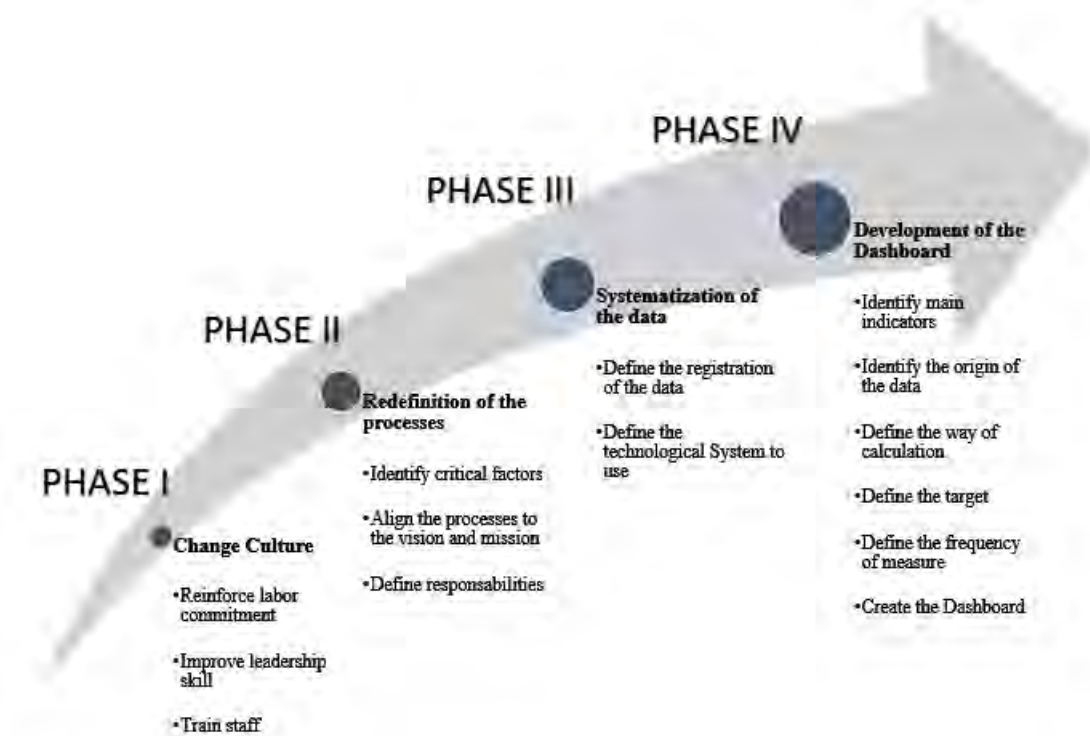 PHASE I
Change Culture
•Reinforce labor
commitment
•Improve leadership
skill
•Train staff
PHASE II
Redefinition of the
processes
•Identify critical factors
•Align the processes to
the vision and mission
•Define responsabilities
PHASE III
Systematization of
the data
•Define the registration
of the data
•Define the
technological System to
use
PHASE IV
Development of the
Dashboard
•Identify main
indicators
•Identify the origin of
the data
•Define the way of
calculation
•Define the target
•Define the frequency
of measure
•Create the Dashboard